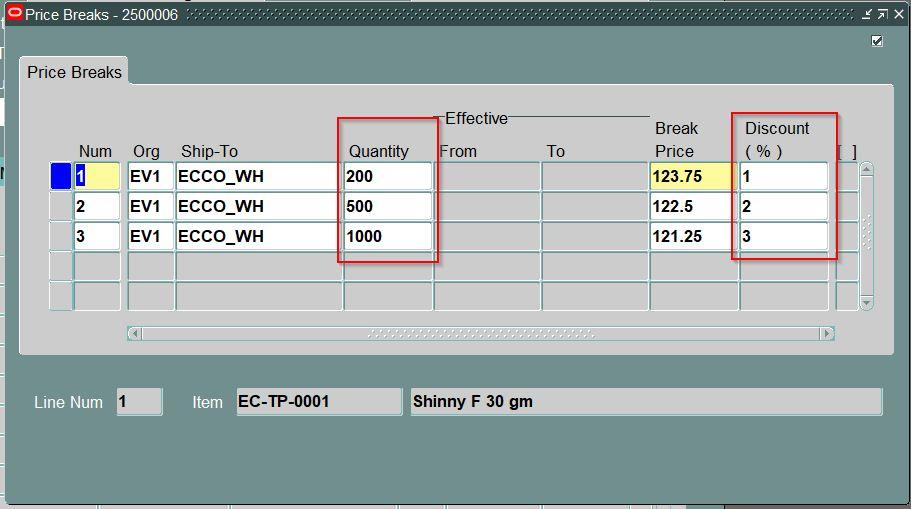 Price Breaks - 2500006
Price Breaks
Effective
Break Discount
Num Org Ship-To Quantity From To Price ( % ) [ ]
1 EV1 ECCO_WH 200 123.75 1
2 EV1 ECCO_WH 500 122.5 2
3 EV1 ECCO_WH 1000 121.25 3
Line Num 1 Item EC-TP-0001 Shinny F 30 gm